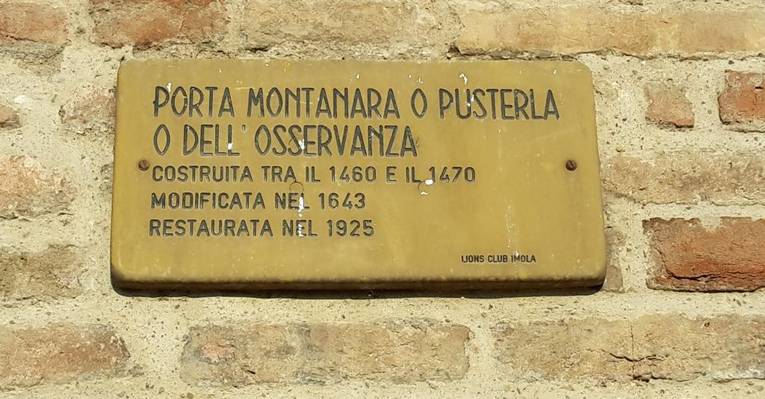 PORTA MONTANARA O PUSTERLA
O DELL' OSSERVANZA
COSTRUITA TRA IL 1460 E IL 1470
MODIFICATA NEL 1643
RESTAURATA NEL 1925
LIONS CLUB IMOLA